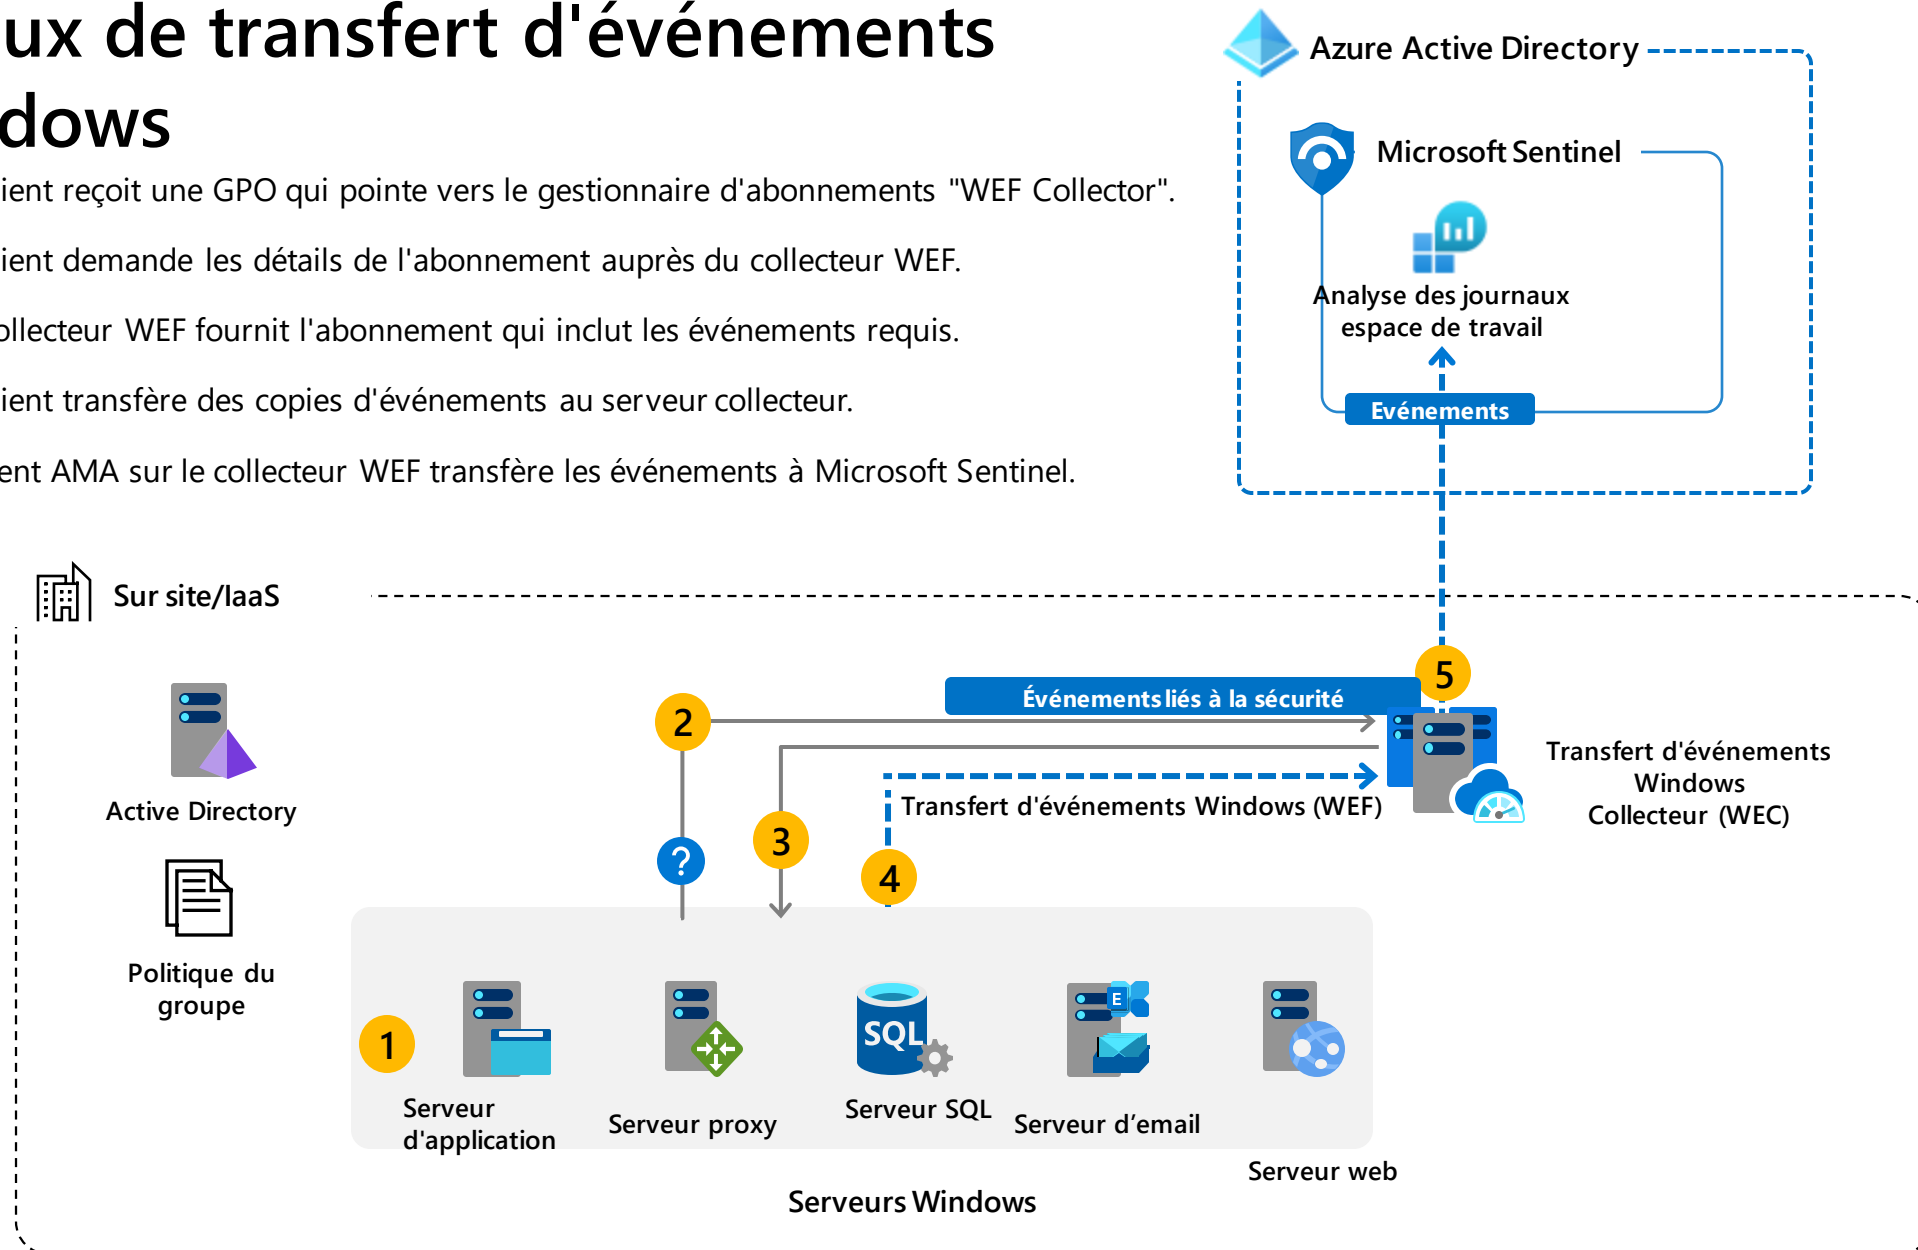 ux de transfert d'événements
dows
ient reçoit une GPO qui pointe vers le gestionnaire d'abonnements "WEF Collector".
ient demande les détails de l'abonnement auprès du collecteur WEF.
ollecteur WEF fournit l'abonnement qui inclut les événements requis.
ient transfère des copies d'événements au serveur collecteur.
ent AMA sur le collecteur WEF transfère les événements à Microsoft Sentinel.
Azure Active Directory
Microsoft Sentinel
Analyse des journaux
espace de travail
Evénements
Sur site/IaaS
Active Directory
Politique du
groupe
5
Événements liés à la sécurité
2
Transfert d'événements Windows (WEF)
3
?
4
Transfert d'événements
Windows
Collecteur (WEC)
1
SQL
E
Serveur
d'application
Serveur proxy
Serveur SQL
Serveur d’email
Serveur web
Serveurs Windows